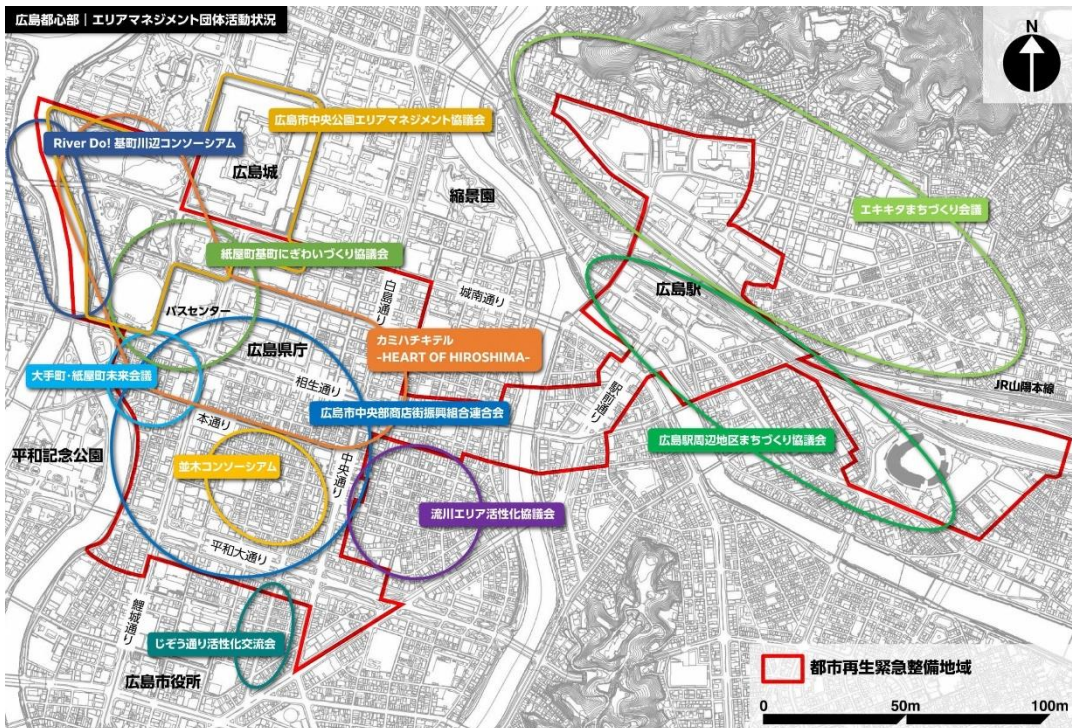 広島都心部｜エリアマネジメント団体活動状況
N
広島市中央公園エリアマネジメント協議会
River Do! 基町川辺コンソーシアム
広島城
縮景園
エキキタまちづくり会議
紙屋町基町にぎわいづくり協議会
白島通り
城南通り
広島駅
バスセンター
広島県庁
カミハチキテル
-HEART OF HIROSHIMA-
大手町・紙屋町未来会議
相生通り
駅前通り
JR山陽本線
広島市中央部商店街振興組合連合会
本通り
広島駅周辺地区まちづくり協議会
平和記念公園
並木コンソーシアム
中央通り
流川エリア活性化協議会
平和大通り
鯉城通り
じぞう通り活性化交流会
広島市役所
都市再生緊急整備地域
0 50m 100m